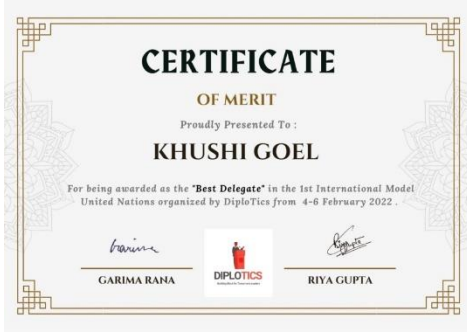 CERTIFICATE
OF MERIT
Proudly Presented To :
KHUSHI GOEL
For being awarded as the "Best Delegate" in the 1st International Model
United Nations organized by DiploTics from 4-6 February 2022 .
Garima
GARIMA RANA
DIPLOTICS
RIYA GUPTA